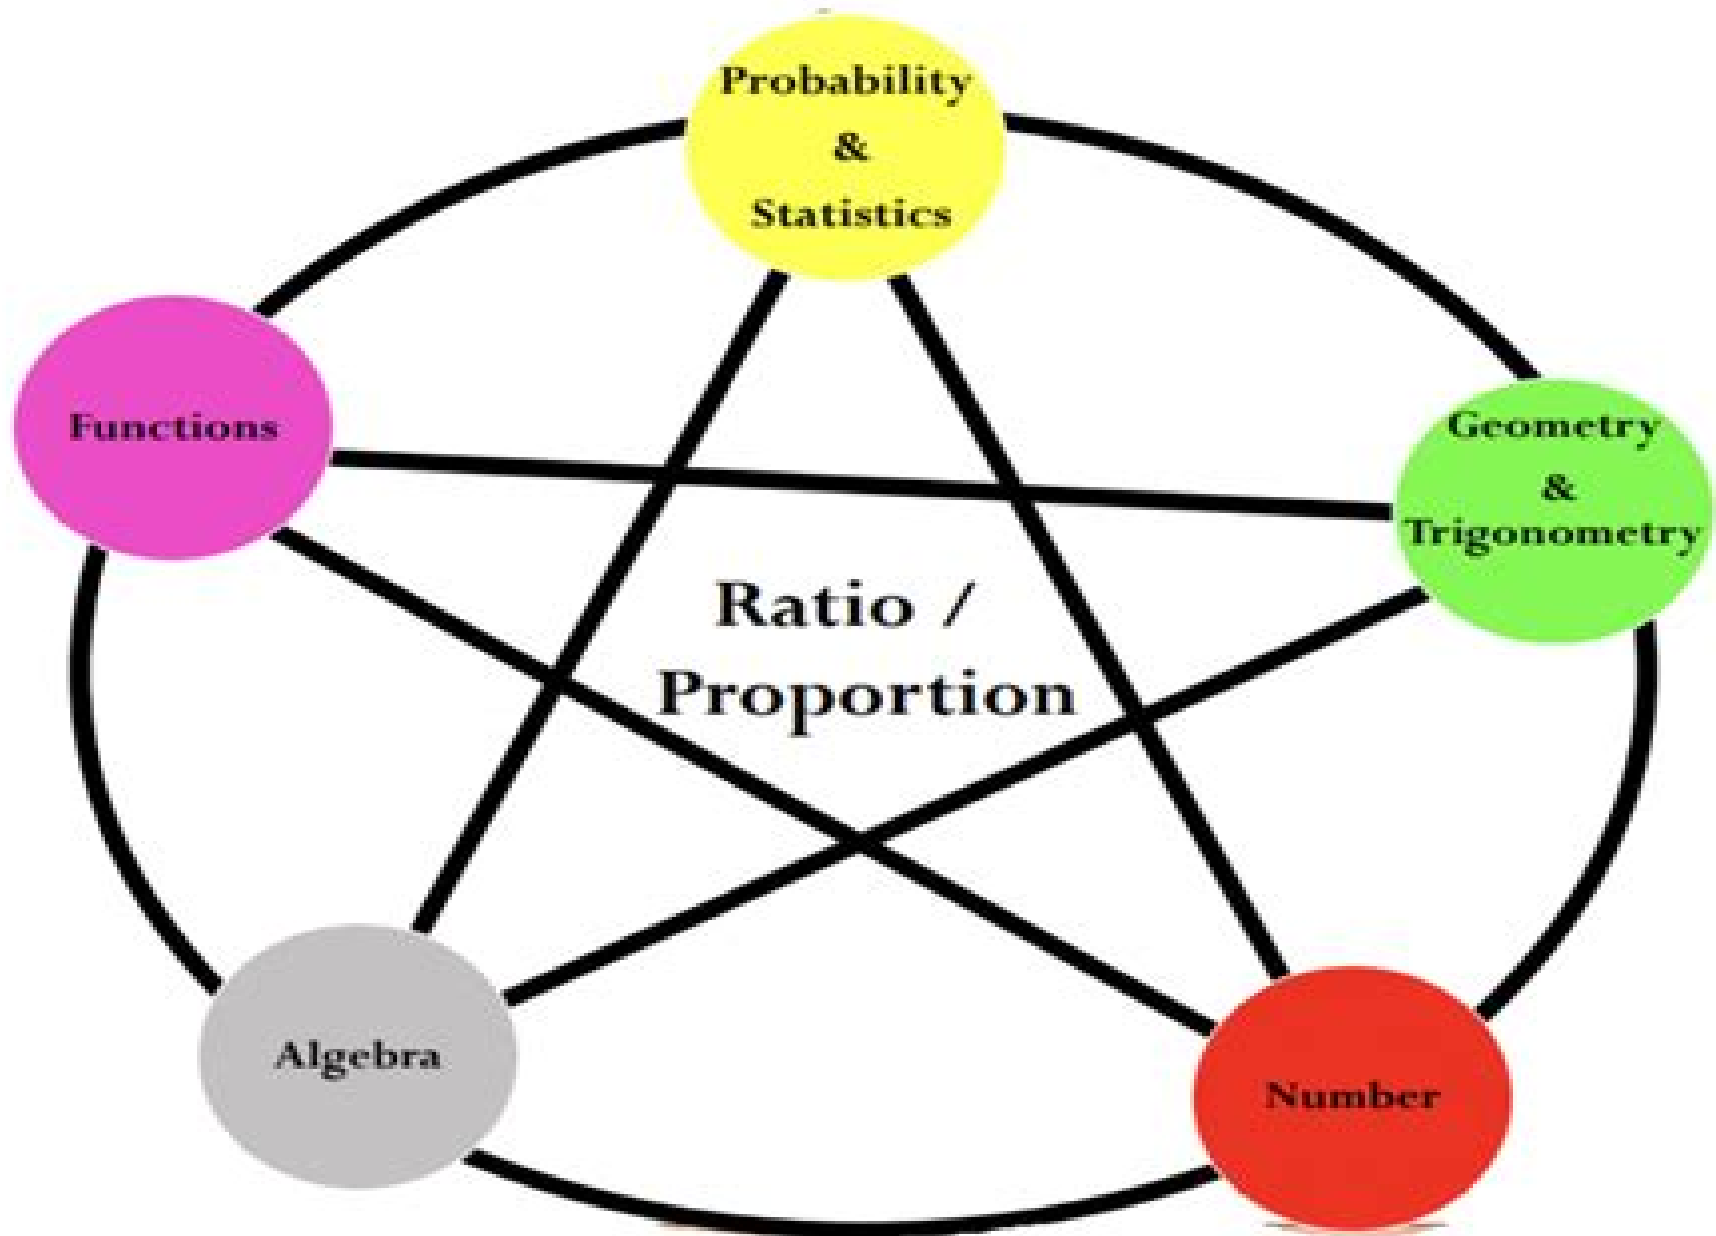 Probability
&
Statistics
Functions
Geometry
&
Trigonometry
Ratio /
Proportion
Algebra
Number